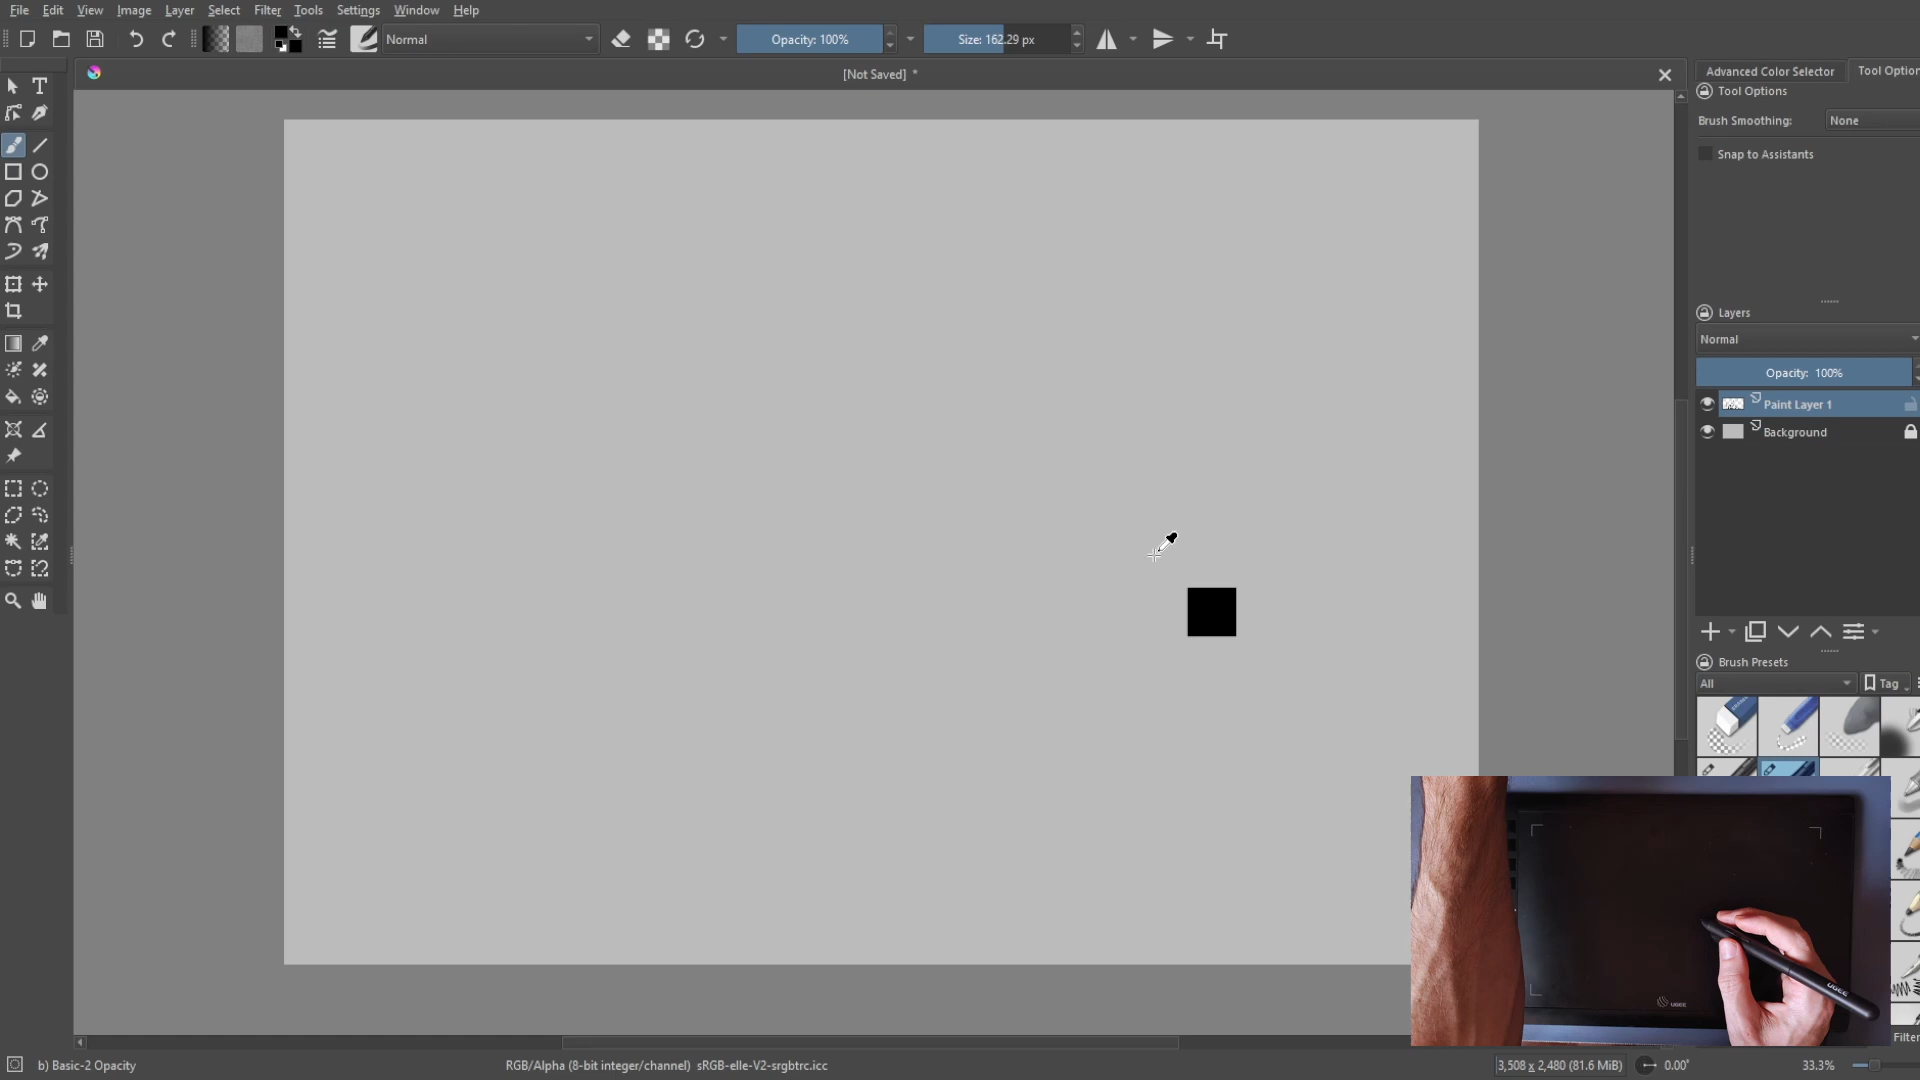 File Edit View Image Layer Select Filter Tools Settings Window Help
Normal
Opacity: 100%
Size: 162.29 px
[Not Saved] *
Advanced Color Selector
Tool Option
Tool Options
Brush Smoothing: None
Snap to Assistants
Layers
Normal
Opacity: 100%
Paint Layer 1
Background
Brush Presets
All
Tag
UGEE
UGEE
Filter
b) Basic-2 Opacity
RGB/Alpha (8-bit integer/channel) sRGB-elle-V2-srgbtrc.icc
3,508 x 2,480 (81.6 MiB)
0.00°
33.3%